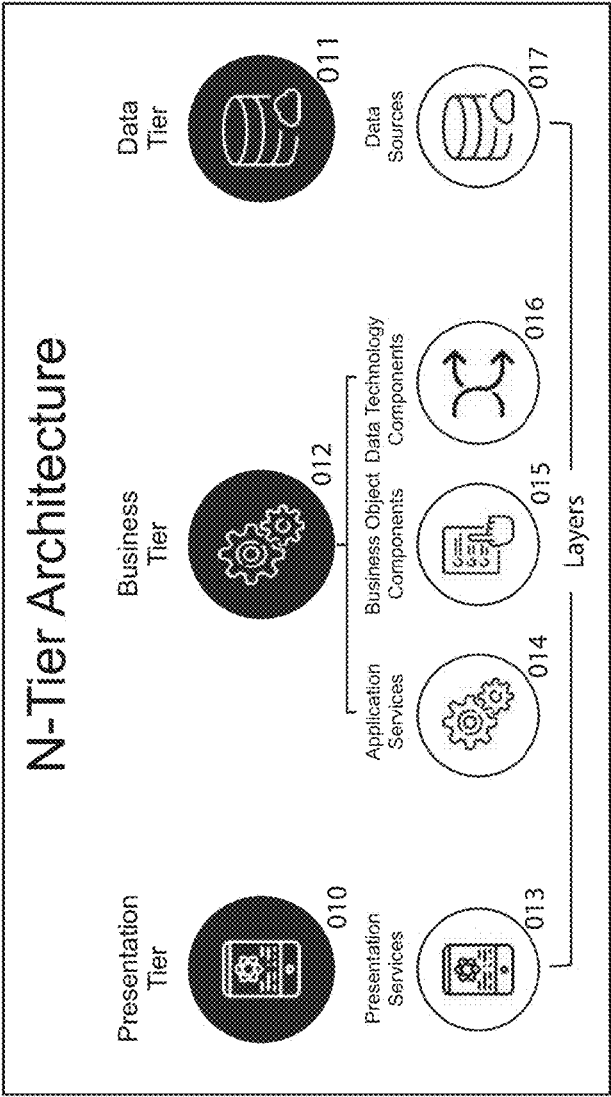 N-Tier Architecture
Presentation
Tier
010
Business
Tier
012
Data
Tier
011
Presentation
Services
013
Application
Services
014
Business Object
Components
015
Data Technology
Components
016
Data
Sources
017
Layers